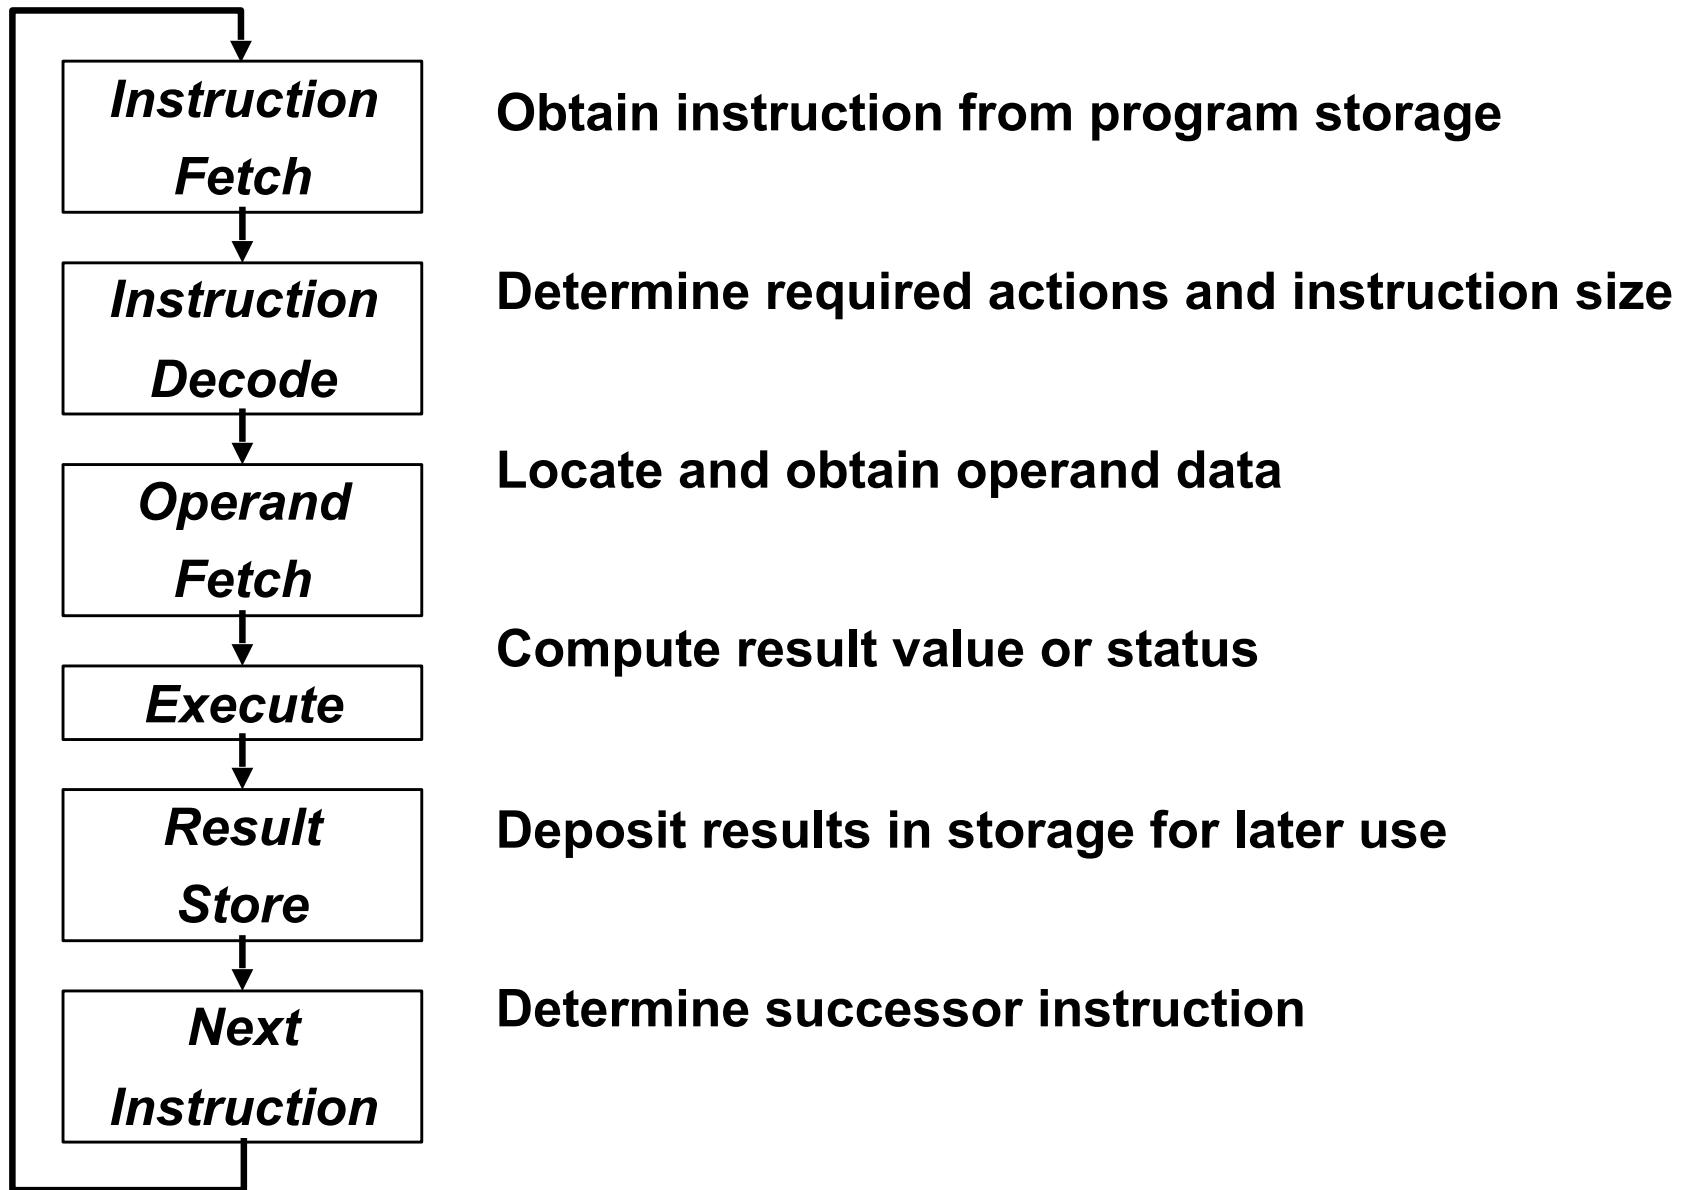 Instruction
Fetch
Obtain instruction from program storage
Instruction
Decode
Determine required actions and instruction size
Operand
Fetch
Locate and obtain operand data
Execute
Compute result value or status
Result
Store
Deposit results in storage for later use
Next
Instruction
Determine successor instruction